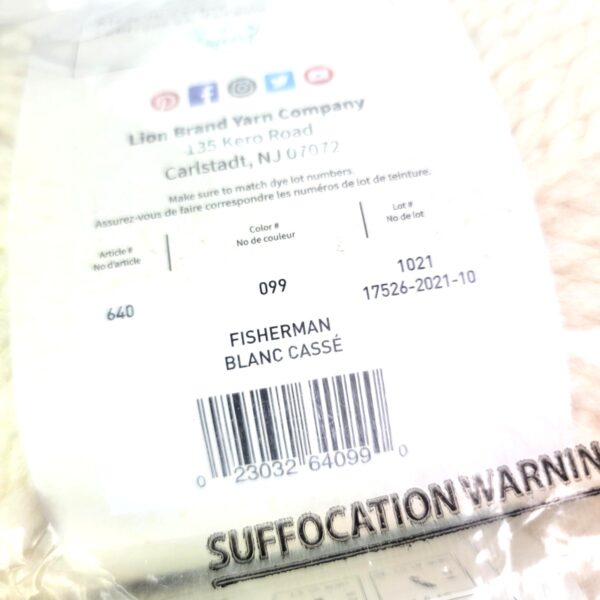 Lion Brand Yarn Company
135 Kero Road
Carlstadt, NJ 07072
Make sure to match dye lot numbers.
Assurez-vous de faire correspondre les numéros de lot de teinture.
Article #
No d'article
Color #
No de couleur
Lot #
No de lot
640
099
1021
17526-2021-10
FISHERMAN
BLANC CASSÉ
0 23032 64099 0
SUFFOCATION WARNIN